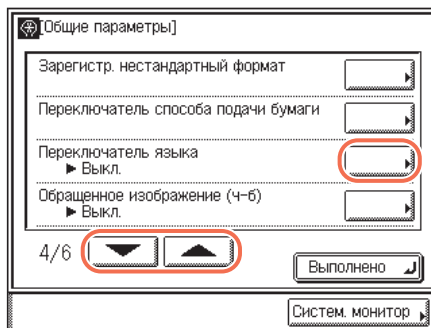 [Общие параметры]
Зарегистр. нестандартный формат
Переключатель способа подачи бумаги
Переключатель языка
► Выкл.
Обращенное изображение (ч-б)
► Выкл.
4/6
Выполнено
Систем. монитор